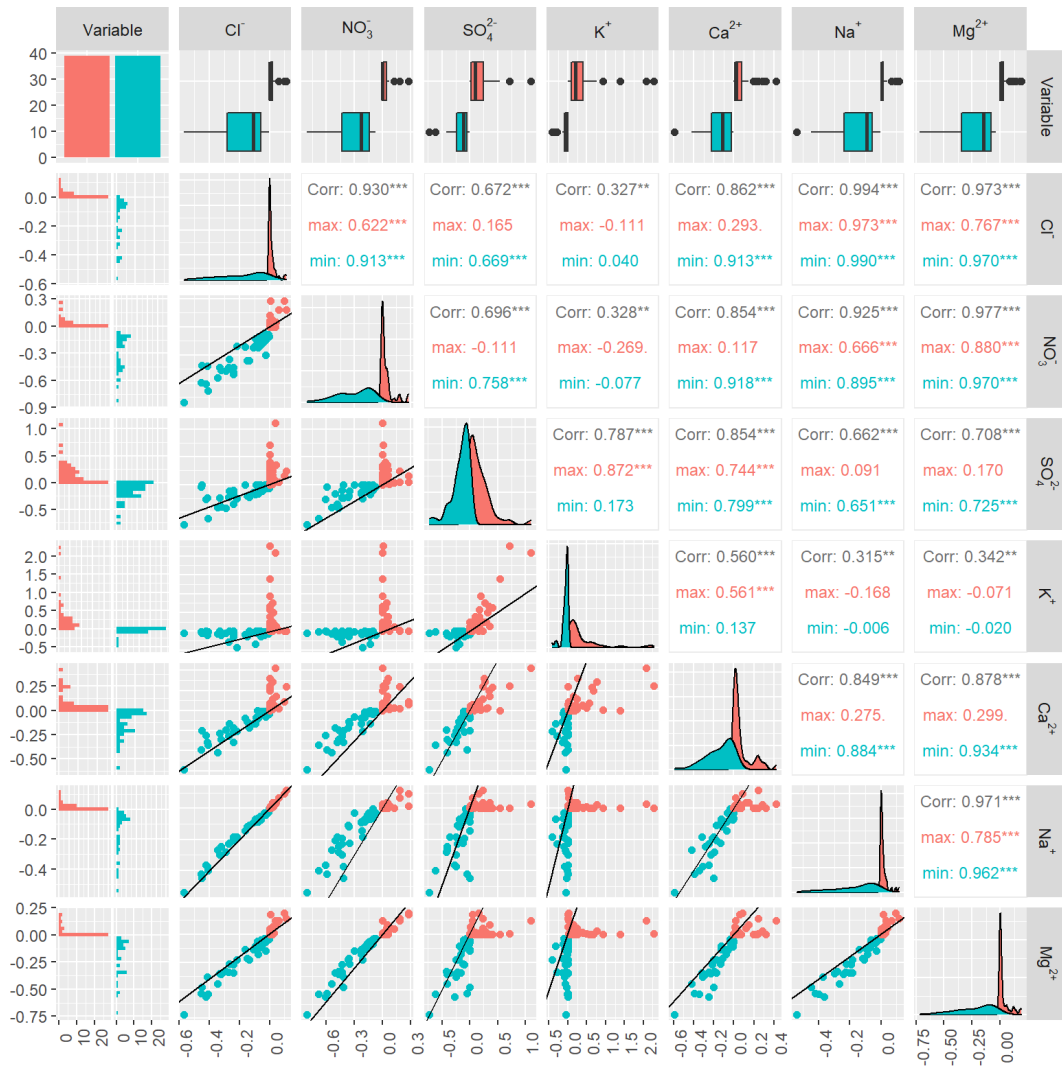 Variable Cl⁻ NO₃⁻ SO₄²⁻ K⁺ Ca²⁺ Na⁺ Mg²⁺
40
30
20
10
0
Variable
0.0
-0.2
-0.4
-0.6
Corr: 0.930*** Corr: 0.672*** Corr: 0.327** Corr: 0.862*** Corr: 0.994*** Corr: 0.973***
max: 0.622*** max: 0.165 max: -0.111 max: 0.293. max: 0.973*** max: 0.767***
min: 0.913*** min: 0.669*** min: 0.040 min: 0.913*** min: 0.990*** min: 0.970***
Cl⁻
0.3
0.0
-0.3
-0.6
-0.9
Corr: 0.696*** Corr: 0.328** Corr: 0.854*** Corr: 0.925*** Corr: 0.977***
max: -0.111 max: -0.269. max: 0.117 max: 0.666*** max: 0.880***
min: 0.758*** min: -0.077 min: 0.918*** min: 0.895*** min: 0.970***
NO₃⁻
1.0
0.5
0.0
-0.5
Corr: 0.787*** Corr: 0.854*** Corr: 0.662*** Corr: 0.708***
max: 0.872*** max: 0.744*** max: 0.091 max: 0.170
min: 0.173 min: 0.799*** min: 0.651*** min: 0.725***
SO₄²⁻
2.0
1.5
1.0
0.5
0.0
-0.5
Corr: 0.560*** Corr: 0.315** Corr: 0.342**
max: 0.561*** max: -0.168 max: -0.071
min: 0.137 min: -0.006 min: -0.020
K⁺
0.25
0.00
-0.25
-0.50
Corr: 0.849*** Corr: 0.878***
max: 0.275. max: 0.299.
min: 0.884*** min: 0.934***
Ca²⁺
0.0
-0.2
-0.4
Corr: 0.971***
max: 0.785***
min: 0.962***
Na⁺
0.25
0.00
-0.25
-0.50
-0.75
Mg²⁺
0 10 20 0 10 20 -0.6 -0.4 -0.2 0.0 -0.9 -0.6 -0.3 0.0 0.3 -0.5 0.0 0.5 1.0 -0.5 0.0 0.5 1.0 1.5 2.0 -0.6 -0.4 -0.2 0.0 0.2 0.4 -0.4 -0.2 0.0 -0.75 -0.50 -0.25 0.00